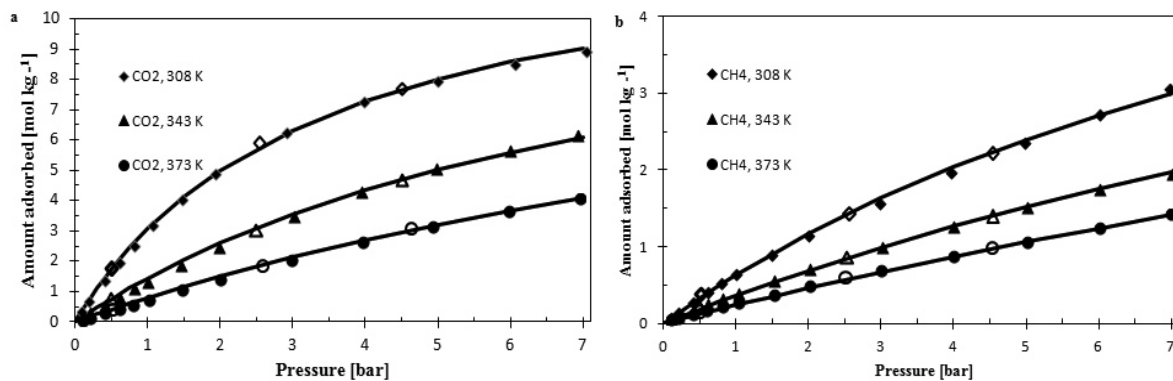 a
Amount adsorbed [mol kg -1]
10
9
8
7
6
5
4
3
2
1
0
CO2, 308 K
CO2, 343 K
CO2, 373 K
0 1 2 3 4 5 6 7
Pressure [bar]
b
Amount adsorbed [mol kg-1]
4
3
2
1
0
CH4, 308 K
CH4, 343 K
CH4, 373 K
0 1 2 3 4 5 6 7
Pressure [bar]